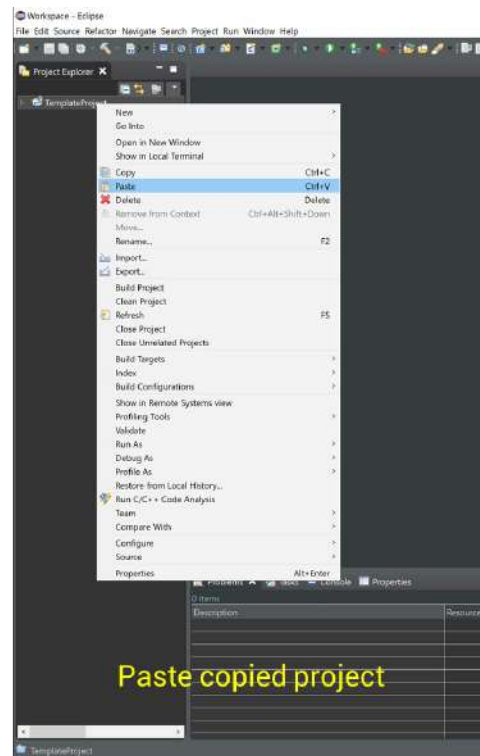 Workspace - Eclipse
File Edit Source Refactor Navigate Search Project Run Window Help
Project Explorer
TemplateProject
New
Go Into
Open in New Window
Show in Local Terminal
Copy Ctrl+C
Paste Ctrl+V
Delete Delete
Remove from Context Ctrl+Alt+Shift+Down
Move...
Rename... F2
Import...
Export...
Build Project
Clean Project
Refresh F5
Close Project
Close Unrelated Projects
Build Targets
Index
Build Configurations
Show in Remote Systems view
Profiling Tools
Validate
Run As
Debug As
Profile As
Restore from Local History...
Run C/C++ Code Analysis
Team
Compare With
Configure
Source
Properties Alt+Enter
Problems Tasks Console Properties
0 items
Description Resource
Paste copied project
TemplateProject